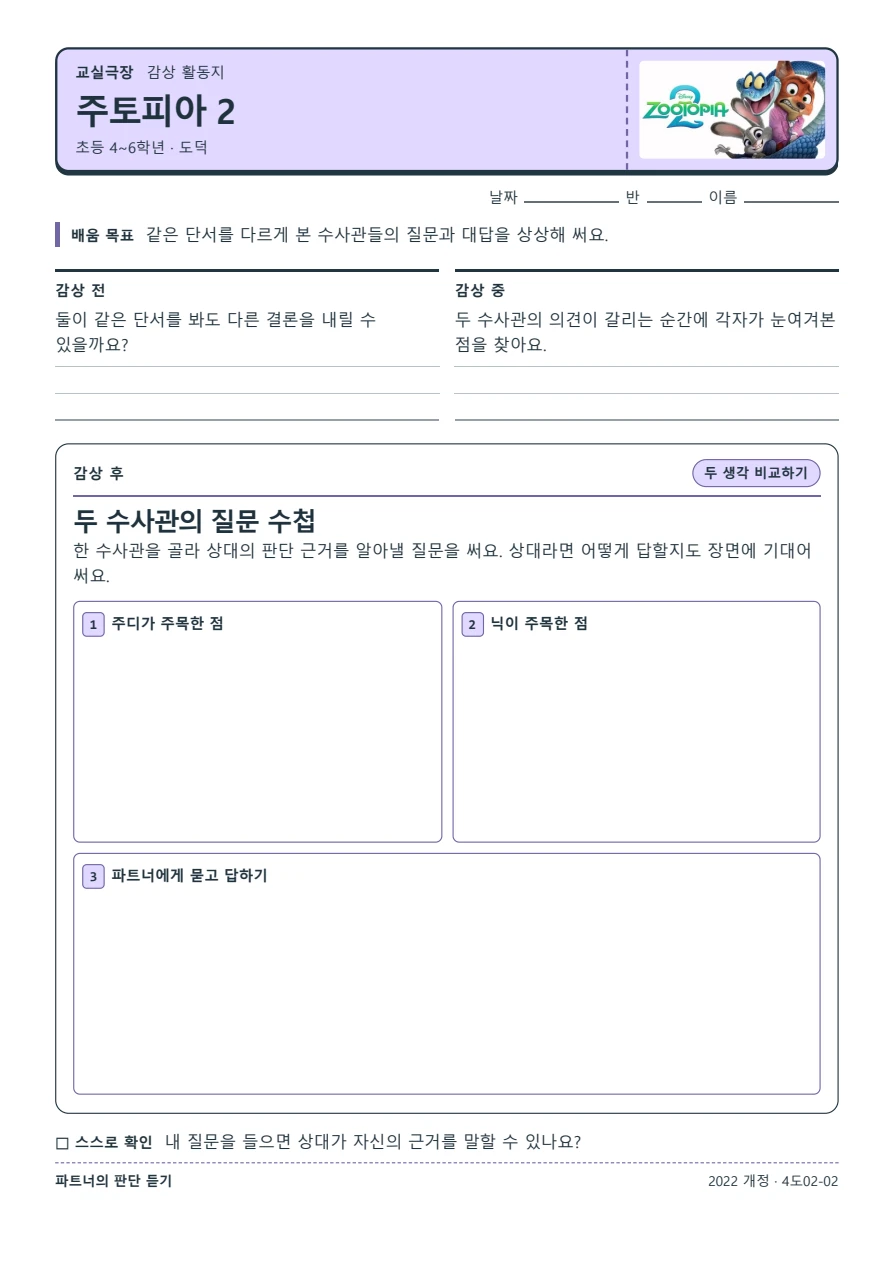 교실극장 감상 활동지
주토피아 2
초등 4~6학년 · 도덕
Disney
ZOOTOPIA
2
날짜 반 이름
배움 목표 같은 단서를 다르게 본 수사관들의 질문과 대답을 상상해 써요.
감상 전
둘이 같은 단서를 봐도 다른 결론을 내릴 수
있을까요?
감상 중
두 수사관의 의견이 갈리는 순간에 각자가 눈여겨본
점을 찾아요.
감상 후
두 생각 비교하기
두 수사관의 질문 수첩
한 수사관을 골라 상대의 판단 근거를 알아낼 질문을 써요. 상대라면 어떻게 답할지도 장면에 기대어
써요.
1 주디가 주목한 점
2 닉이 주목한 점
3 파트너에게 묻고 답하기
스스로 확인 내 질문을 들으면 상대가 자신의 근거를 말할 수 있나요?
파트너의 판단 듣기
2022 개정 · 4도02-02